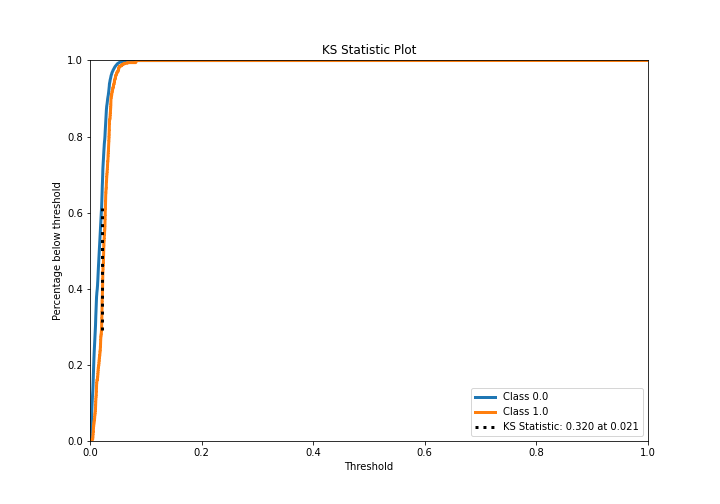 KS Statistic Plot
1.0
0.8
0.6
0.4
0.2
0.0
Percentage below threshold
0.0 0.2 0.4 0.6 0.8 1.0
Threshold
Class 0.0
Class 1.0
KS Statistic: 0.320 at 0.021